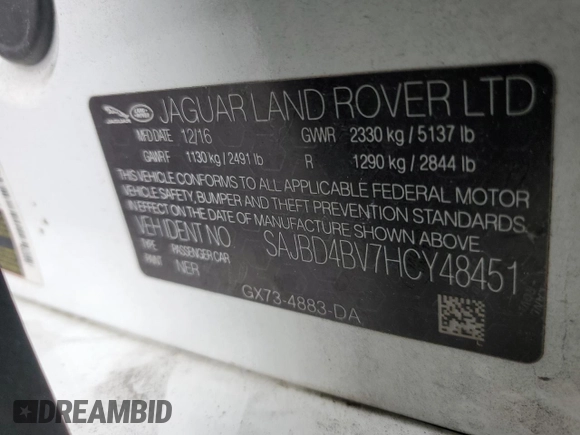 JAGUAR LAND ROVER LTD
MFD DATE 12/16 GVWR 2330 kg / 5137 lb
GAWR F 1130 kg / 2491 lb R 1290 kg / 2844 lb
THIS VEHICLE CONFORMS TO ALL APPLICABLE FEDERAL MOTOR
VEHICLE SAFETY, BUMPER AND THEFT PREVENTION STANDARDS
IN EFFECT ON THE DATE OF MANUFACTURE SHOWN ABOVE.
VEH IDENT NO SAJBD4BV7HCY48451
TYPE PASSENGER CAR
1NER
GX73-4883-DA
DREAMBID